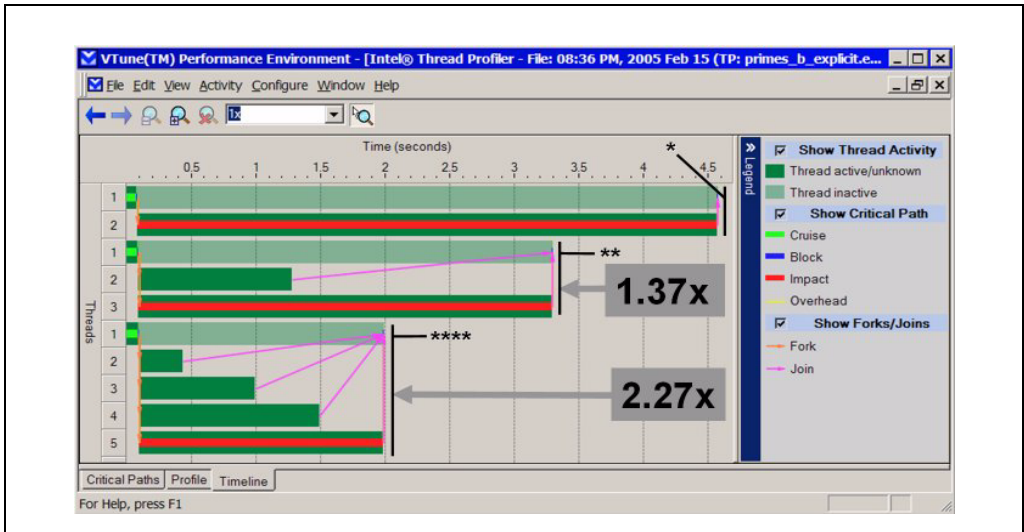 VTune(TM) Performance Environment - [Intel® Thread Profiler - File: 08:36 PM, 2005 Feb 15 (TP: primes_b_explicit.e...
File Edit View Activity Configure Window Help
1x
Time (seconds)
0.5 1 1.5 2 2.5 3 3.5 4 4.5
*
1
2
1
**
2
1.37x
3
Threads
1
****
2
3
2.27x
4
5
» Legend
Show Thread Activity
Thread active/unknown
Thread inactive
Show Critical Path
Cruise
Block
Impact
Overhead
Show Forks/Joins
Fork
Join
Critical Paths Profile Timeline
For Help, press F1